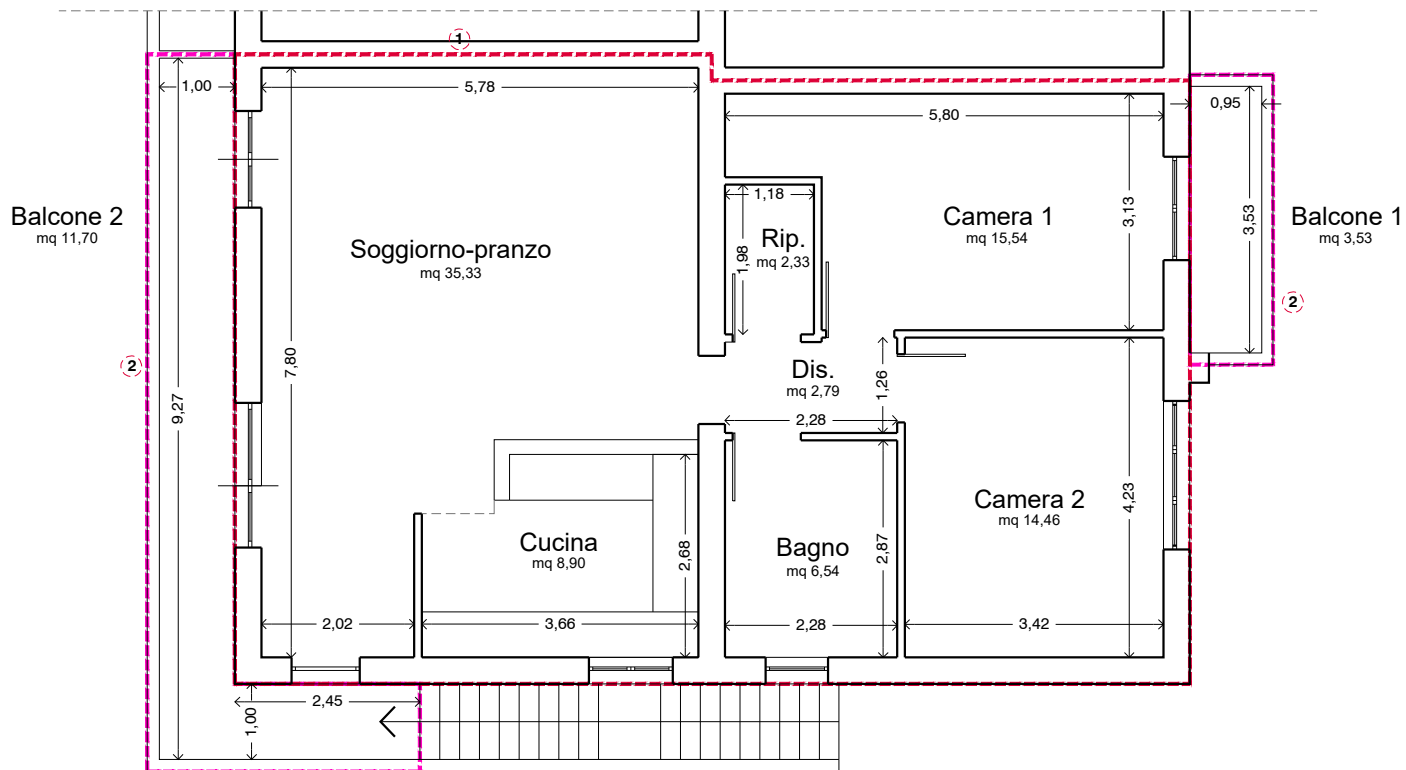 1
1,00
5,78
0,95
5,80
1,18
Balcone 2
mq 11,70
Soggiorno-pranzo
mq 35,33
Rip.
mq 2,33
1,98
Camera 1
mq 15,54
3,13
3,53
Balcone 1
mq 3,53
2
2
7,80
9,27
Dis.
mq 2,79
1,26
2,28
Camera 2
mq 14,46
4,23
Cucina
mq 8,90
2,68
Bagno
mq 6,54
2,87
2,02
3,66
2,28
3,42
2,45
1,00